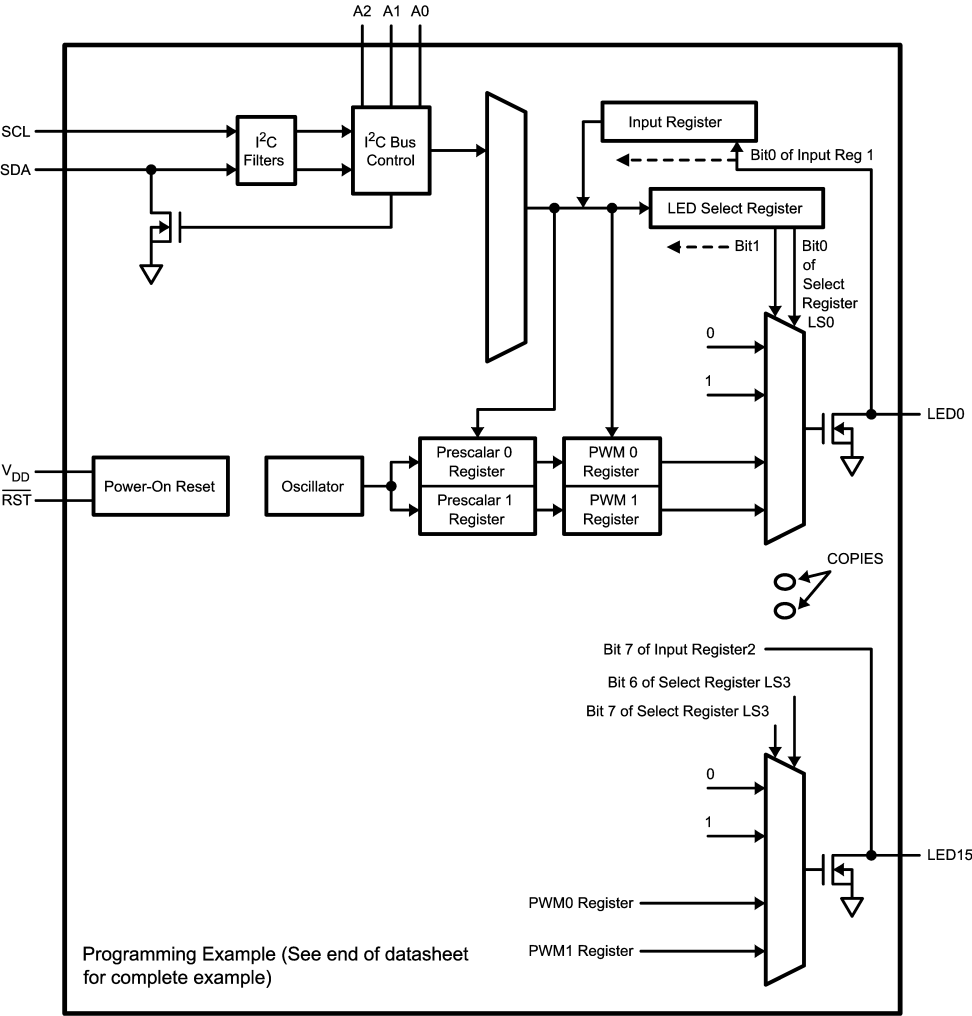 A2 A1 A0
SCL
SDA
I²C
Filters
I²C Bus
Control
Input Register
Bit0 of Input Reg 1
LED Select Register
Bit1
Bit0
of
Select
Register
LS0
0
1
LED0
VDD
RST
Power-On Reset
Oscillator
Prescalar 0
Register
Prescalar 1
Register
PWM 0
Register
PWM 1
Register
COPIES
Bit 7 of Input Register2
Bit 6 of Select Register LS3
Bit 7 of Select Register LS3
0
1
LED15
PWM0 Register
PWM1 Register
Programming Example (See end of datasheet
for complete example)